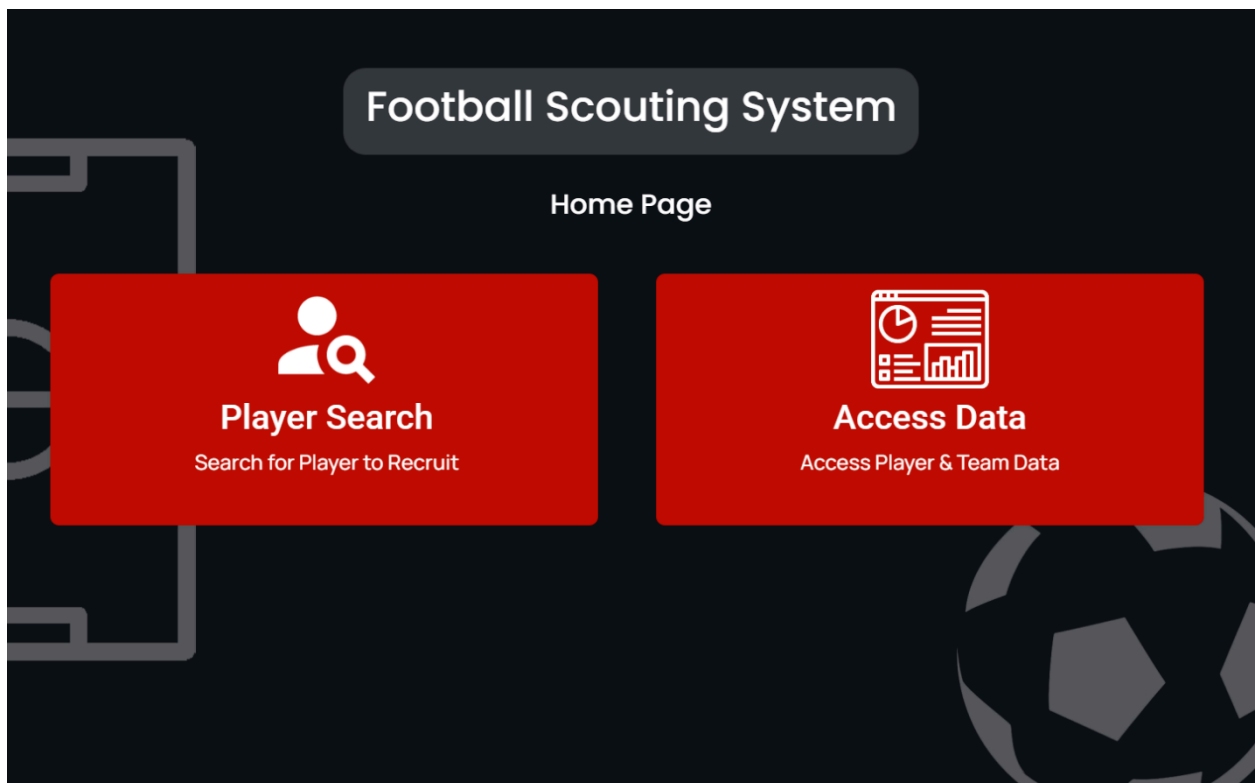 Football Scouting System
Home Page
Player Search
Search for Player to Recruit
Access Data
Access Player & Team Data